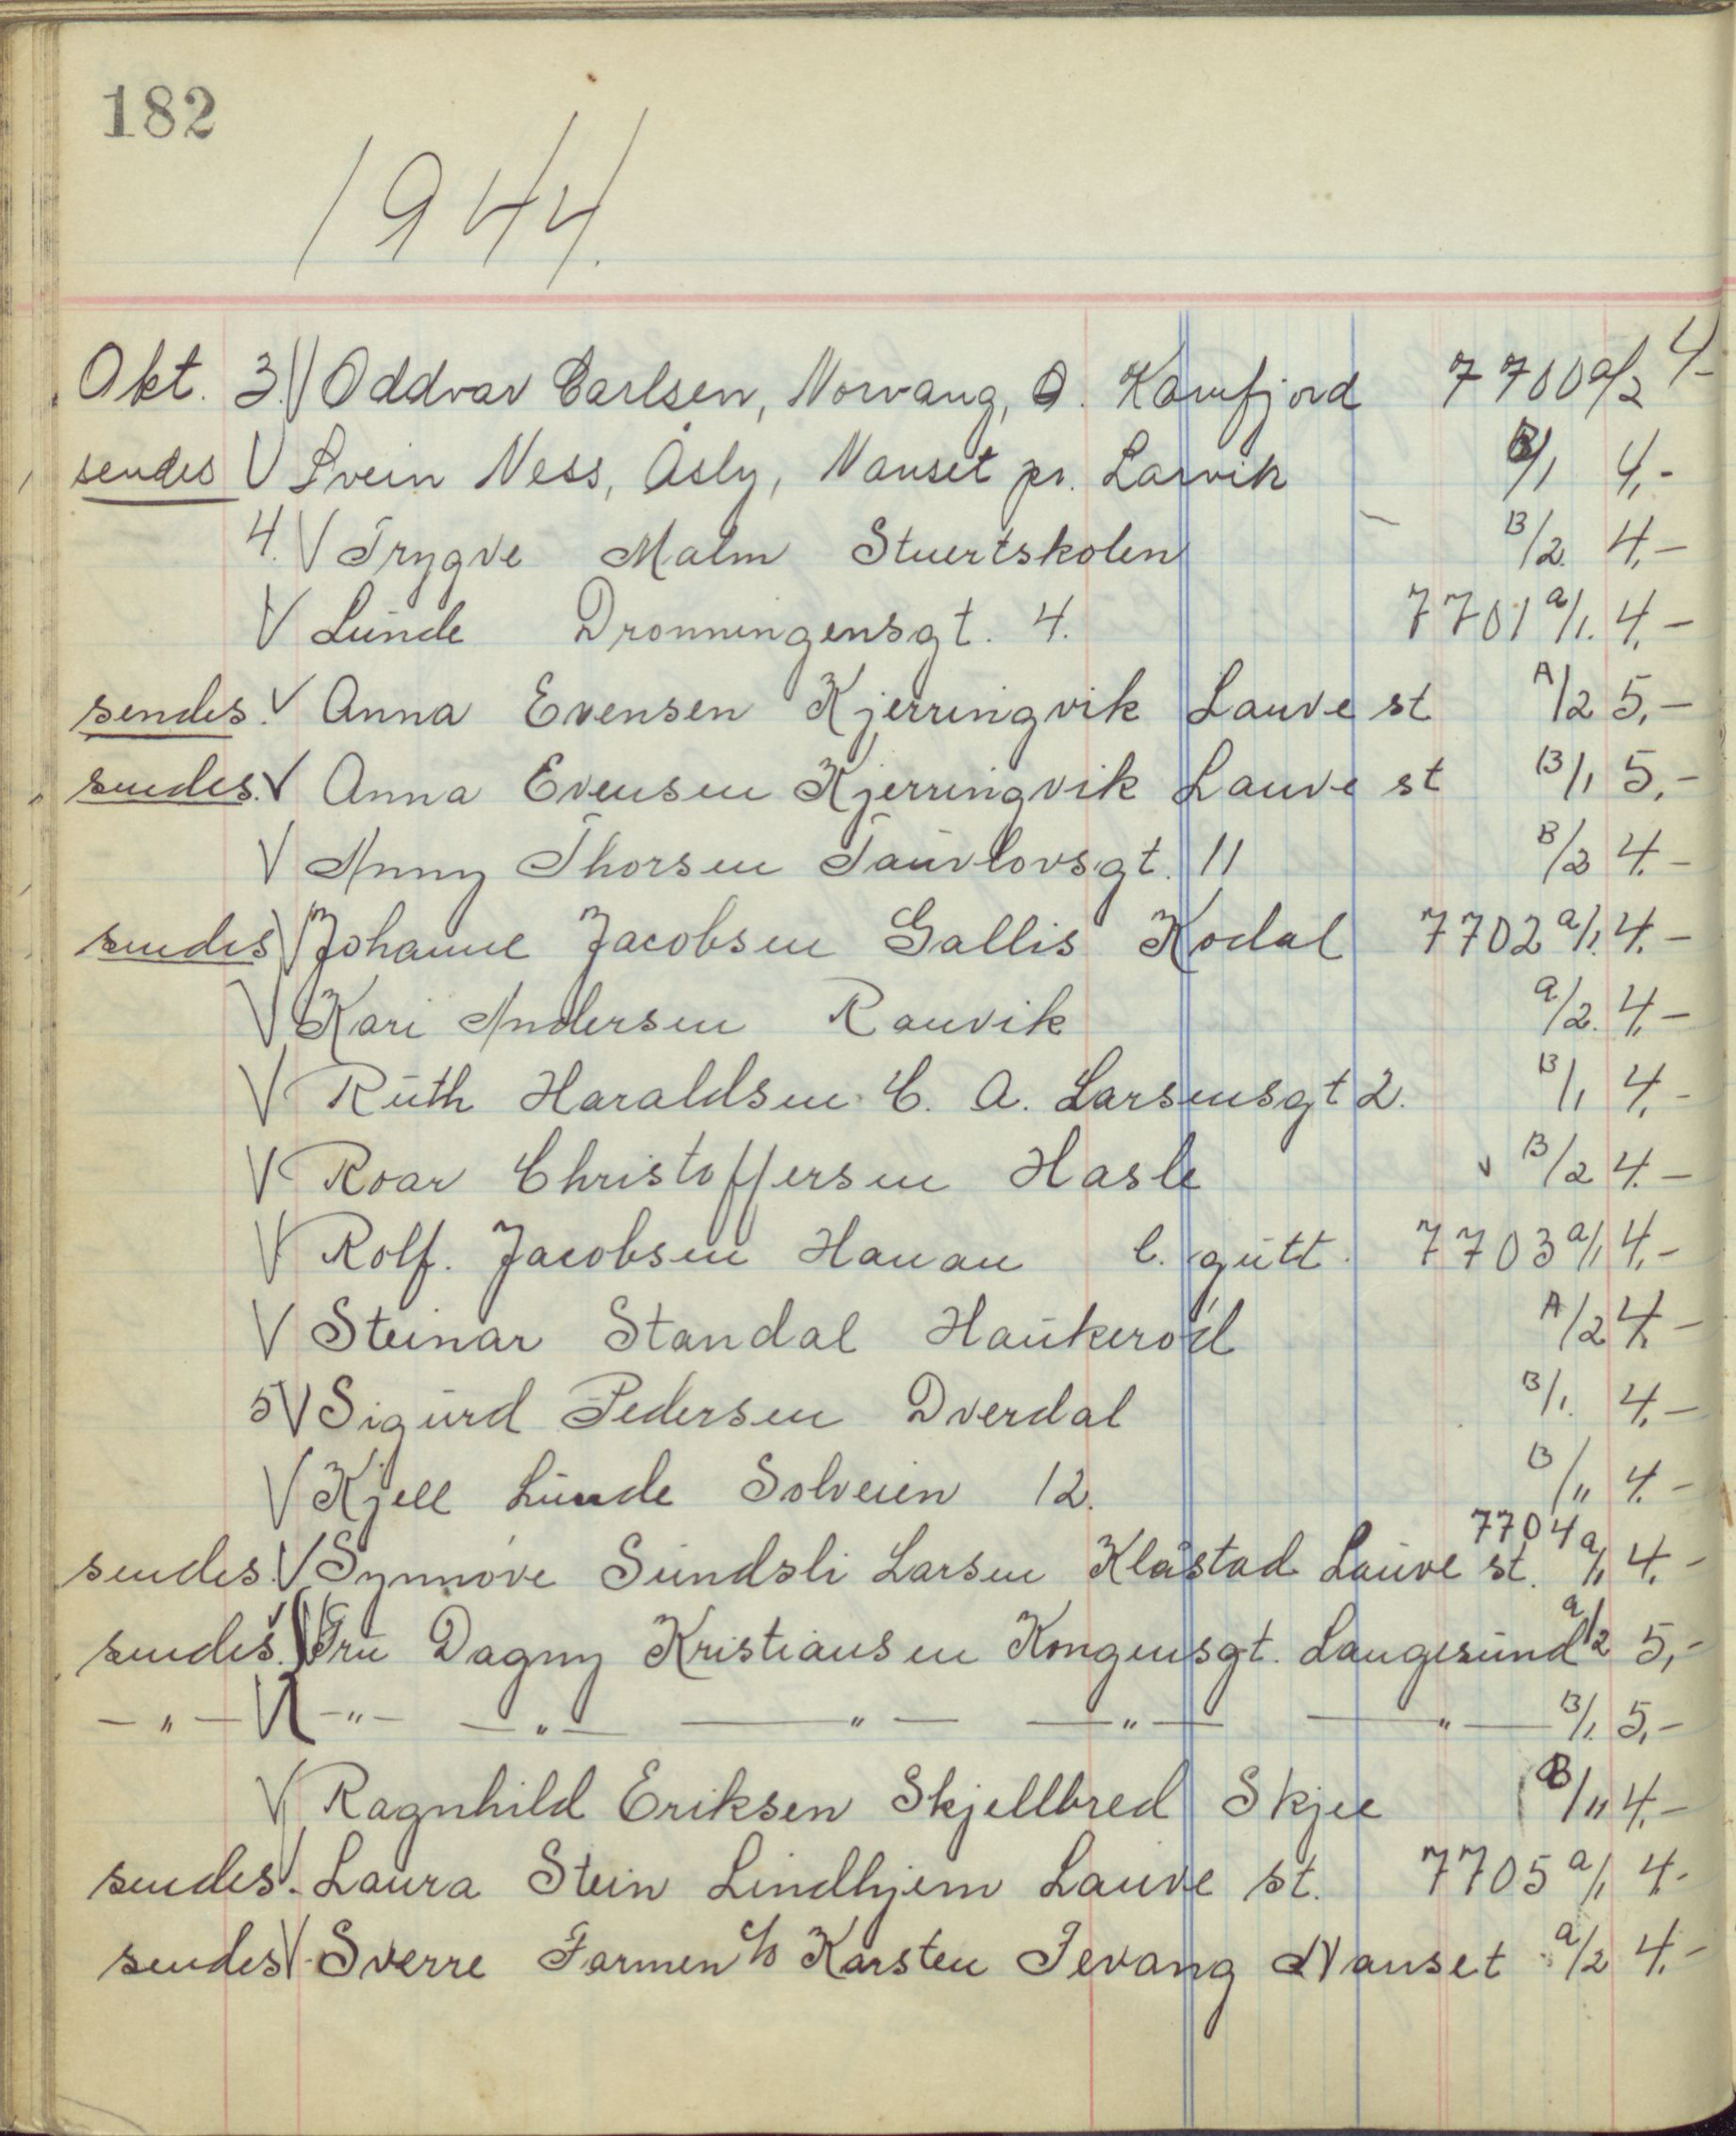 182
1944.
Okt. 3. V Oddvar Carlsen, Norvang, Ø. Kamfjord 7700 a/2 4-
sendes V Svein Ness, Åsly, Nanset pr. Larvik B/1 4,-
4. V Trygve Malm Stuertskolen B/2. 4,-
V Lunde Dronningensgt. 4. 7701 a/1. 4,-
sendes. V Anna Evensen Kjerringvik Lauve st A/2 5,-
sendes. V Anna Evensen Kjerringvik Lauve st B/1 5,-
V Anny Thorsen Taulovsgt. 11 B/2 4.-
sendes V Johanne Jacobsen Gallis Kodal 7702 a/1. 4.-
V Kari Andersen Ranvik a/2. 4,-
V Ruth Haraldsen C. A. Larsensgt 2. B/1 4,-
V Roar Christoffersen Hasle v B/2 4.-
V Rolf. Jacobsen Hauan l. gutt. 7703 a/1 4,-
V Steinar Standal Haukerød A/2 4.-
5 V Sigurd Pedersen Dverdal B/1. 4,-
V Kjell Lunde Solveien 12. B/" 4.-
sendes. V Synnøve Sundsli Larsen Klåstad Lauve st. 7704 a/1 4.-
sendes. V Fru Dagny Kristiansen Kongensgt. Langesund a/2 5,-
-"- V -"- -"- -"- -"- -"- B/1. 5,-
V Ragnhild Eriksen Skjellbred Skjee B/" 4.-
sendes V. Laura Stein Lindhjem Lauve st. 7705 a/1 4.-
sendes V. Sverre Farmen c/o Karsten Jevang Nanset a/2 4.-